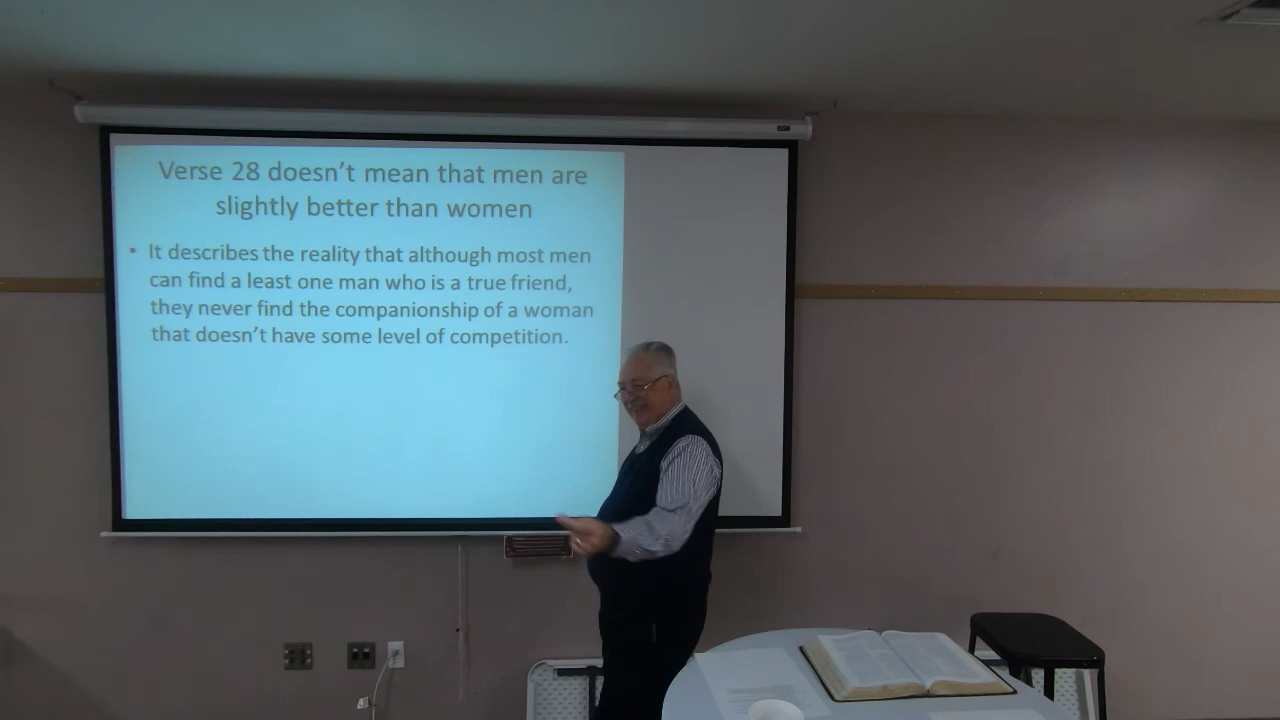 Verse 28 doesn't mean that men are
slightly better than women
• It describes the reality that although most men
can find a least one man who is a true friend,
they never find the companionship of a woman
that doesn't have some level of competition.